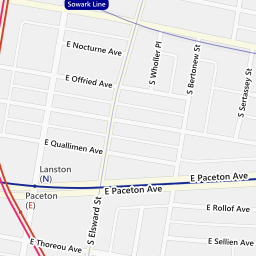 Sowark Line
E Nocturne Ave
S Wholler Pl
S Bertonew St
E Offried Ave
S Sertassey St
E Quallimen Ave
Lanston
(N)
E Paceton Ave
E Paceton Ave
Paceton
(E)
E Rollof Ave
S Elsward St
E Thoreou Ave
E Sellien Ave